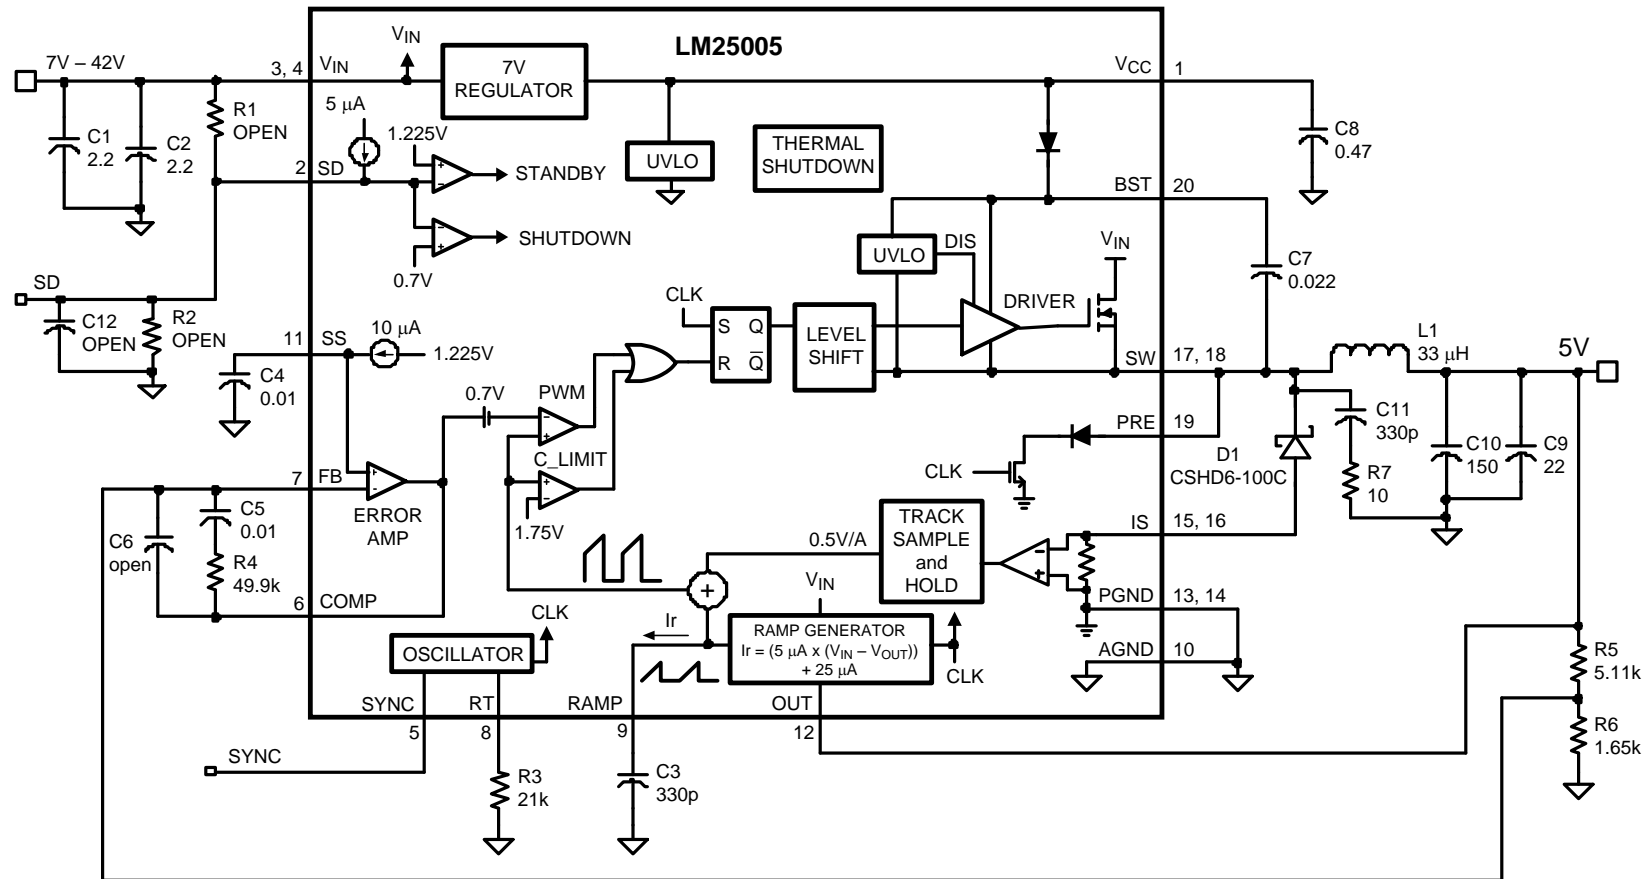 LM25005
7V – 42V
3, 4
VIN
VIN
7V
REGULATOR
VCC
1
R1
OPEN
C1
2.2
C2
2.2
5 µA
1.225V
2
SD
STANDBY
UVLO
THERMAL
SHUTDOWN
C8
0.47
BST
20
SHUTDOWN
0.7V
UVLO
DIS
VIN
C7
0.022
SD
C12
OPEN
R2
OPEN
CLK
DRIVER
11
SS
10 µA
1.225V
S
Q
R
Q̅
LEVEL
SHIFT
SW
17, 18
L1
33 µH
5V
C4
0.01
0.7V
PWM
C_LIMIT
PRE
19
C11
330p
C10
150
C9
22
D1
CSHD6-100C
R7
10
CLK
7
FB
ERROR
AMP
1.75V
C5
0.01
C6
open
R4
49.9k
0.5V/A
TRACK
SAMPLE
and
HOLD
IS
15, 16
6
COMP
VIN
PGND
13, 14
CLK
Ir
RAMP GENERATOR
Ir = (5 µA x (VIN – VOUT))
+ 25 µA
CLK
AGND
10
OSCILLATOR
R5
5.11k
SYNC
RT
RAMP
OUT
5
8
9
12
R6
1.65k
SYNC
R3
21k
C3
330p